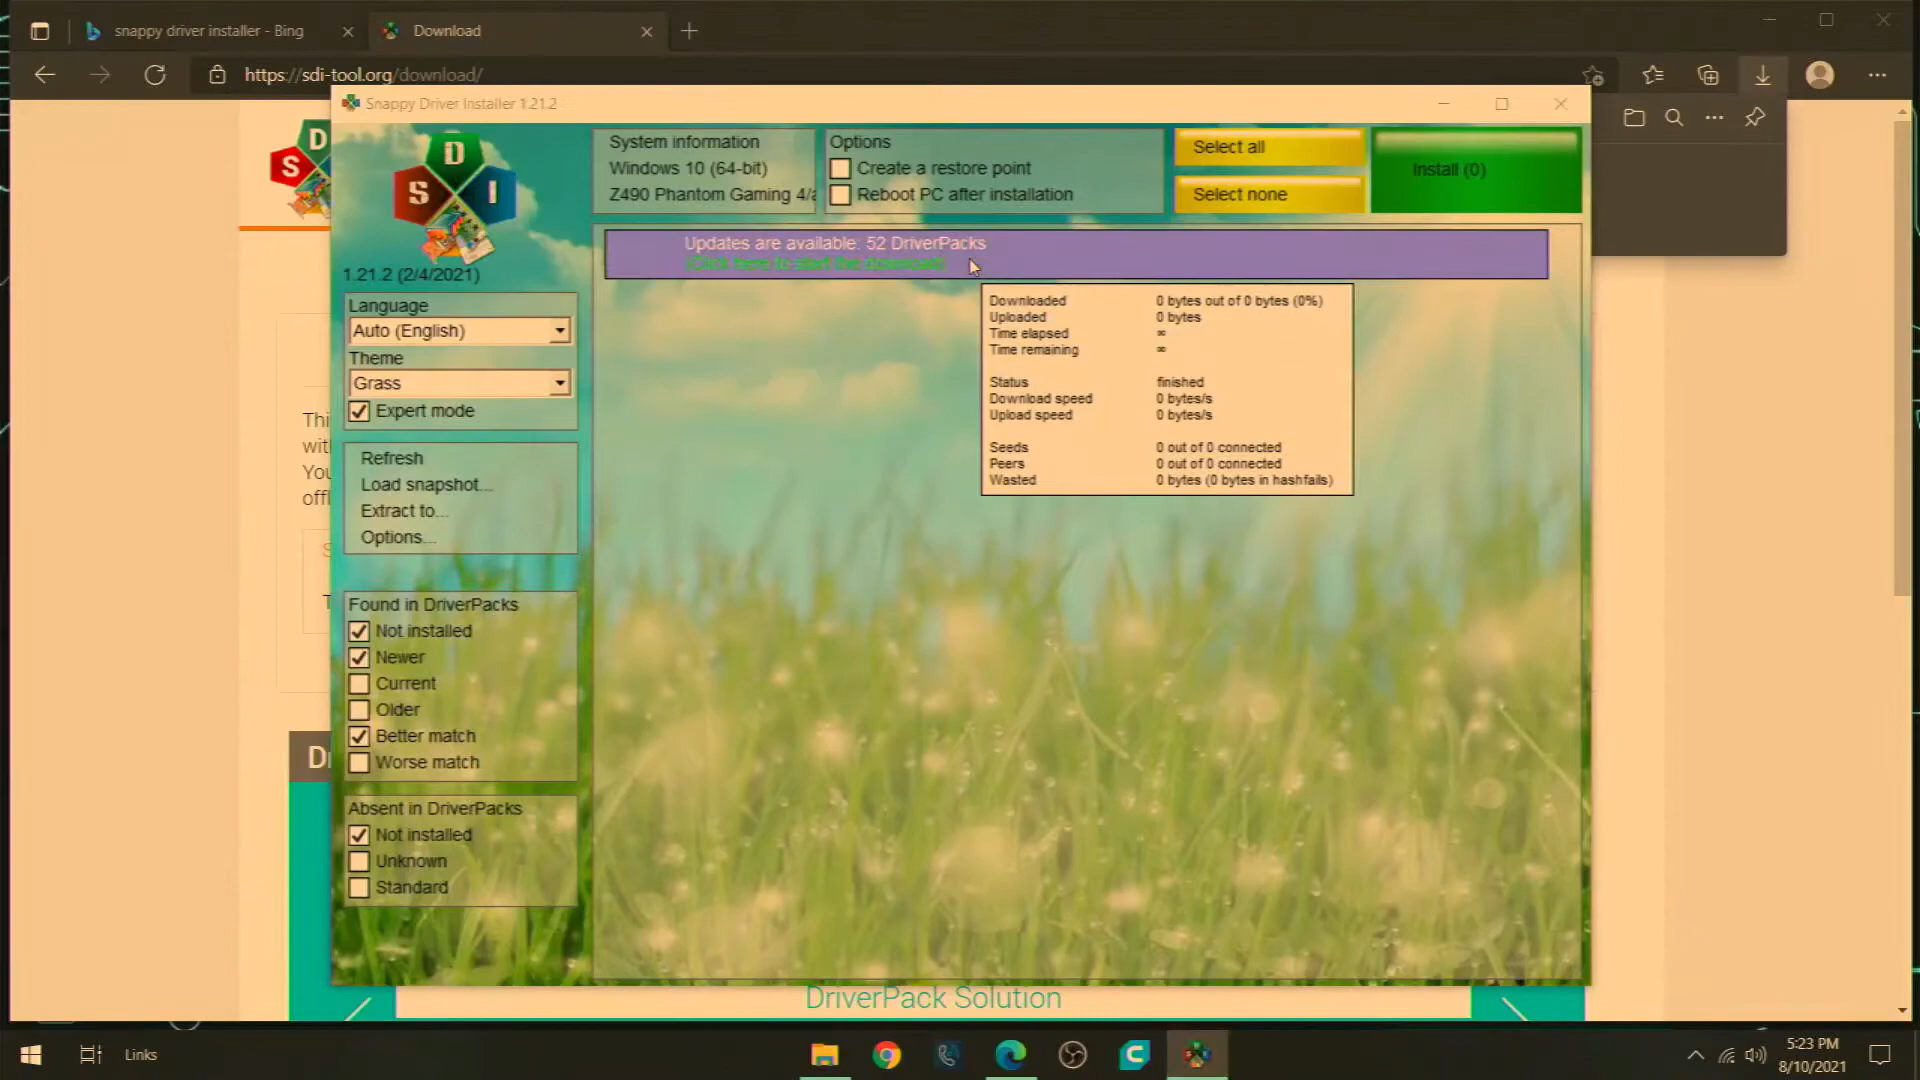 snappy driver installer - Bing
Download
https://sdi-tool.org/download/
Snappy Driver Installer 1.21.2
S D
S D I
1.21.2 (2/4/2021)
Language
Auto (English)
Theme
Grass
Expert mode
Refresh
Load snapshot...
Extract to...
Options...
Found in DriverPacks
Not installed
Newer
Current
Older
Better match
Worse match
Absent in DriverPacks
Not installed
Unknown
Standard
System information
Windows 10 (64-bit)
Z490 Phantom Gaming 4/
Options
Create a restore point
Reboot PC after installation
Select all
Select none
Install (0)
Updates are available: 52 DriverPacks
(Click here to start the download)
Downloaded 0 bytes out of 0 bytes (0%)
Uploaded 0 bytes
Time elapsed ∞
Time remaining ∞
Status finished
Download speed 0 bytes/s
Upload speed 0 bytes/s
Seeds 0 out of 0 connected
Peers 0 out of 0 connected
Wasted 0 bytes (0 bytes in hashfails)
DriverPack Solution
Links
5:23 PM
8/10/2021